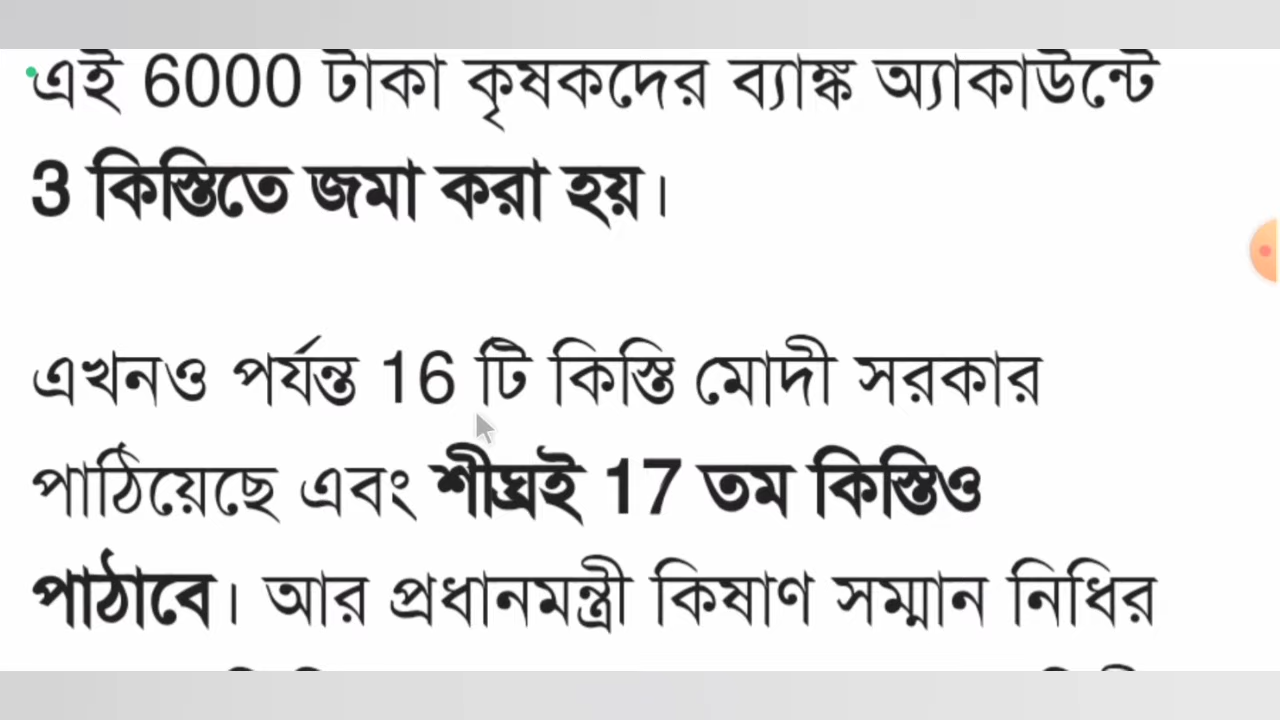 এই 6000 টাকা কৃষকদের ব্যাঙ্ক অ্যাকাউন্টে
3 কিস্তিতে জমা করা হয়।
এখনও পর্যন্ত 16 টি কিস্তি মোদী সরকার
পাঠিয়েছে এবং শীঘ্রই 17 তম কিস্তিও
পাঠাবে। আর প্রধানমন্ত্রী কিষাণ সম্মান নিধির